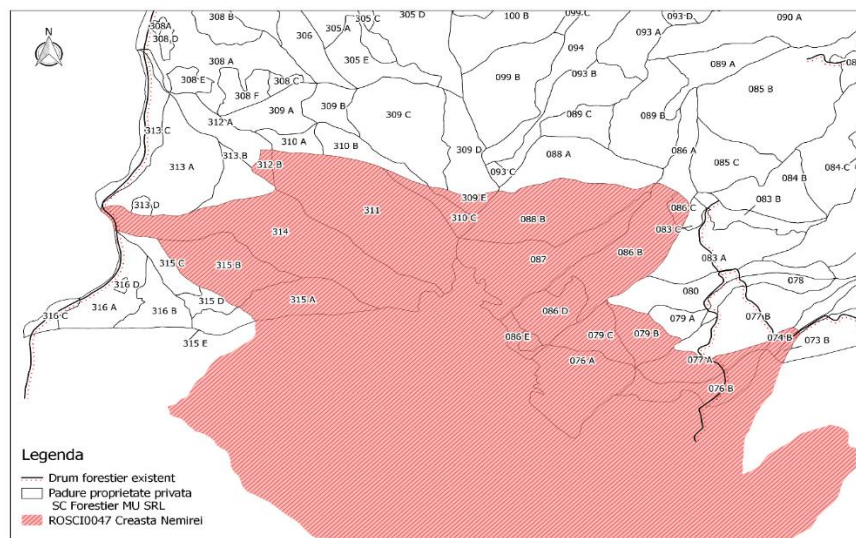 308 A
308 D
308 B
306
305 A
305 C
305 D
100 B
099 C
093 A
093 D
090 A
N
308 A
308 E
308 F
308 C
305 E
099 B
094
093 B
089 A
085 B
313 C
312 A
309 A
309 B
309 C
089 C
089 B
310 A
310 B
309 D
086 A
313 B
312 B
313 A
093 C
088 A
085 C
084 B
084 C
313 D
311
309 E
310 C
088 B
086 C
083 C
083 B
314
315 C
315 B
087
086 B
083 A
316 D
316 C
316 A
316 B
315 D
315 A
080
078
315 E
086 D
086 E
079 C
079 B
079 A
077 B
074 B
073 B
076 A
077 A
076 B
Legenda
Drum forestier existent
Padure proprietate privata
SC Forestier MU SRL
ROSCI0047 Creasta Nemirei